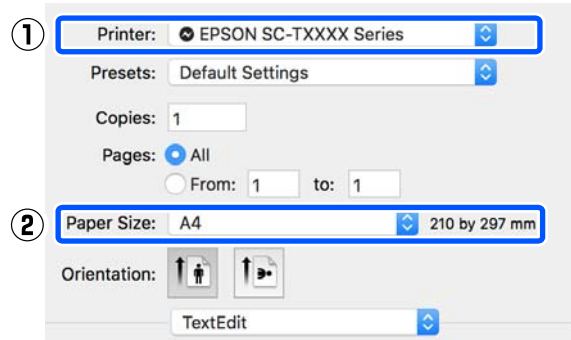 ① Printer: EPSON SC-TXXXX Series
Presets: Default Settings
Copies: 1
Pages: All
From: 1 to: 1
② Paper Size: A4 210 by 297 mm
Orientation:
TextEdit